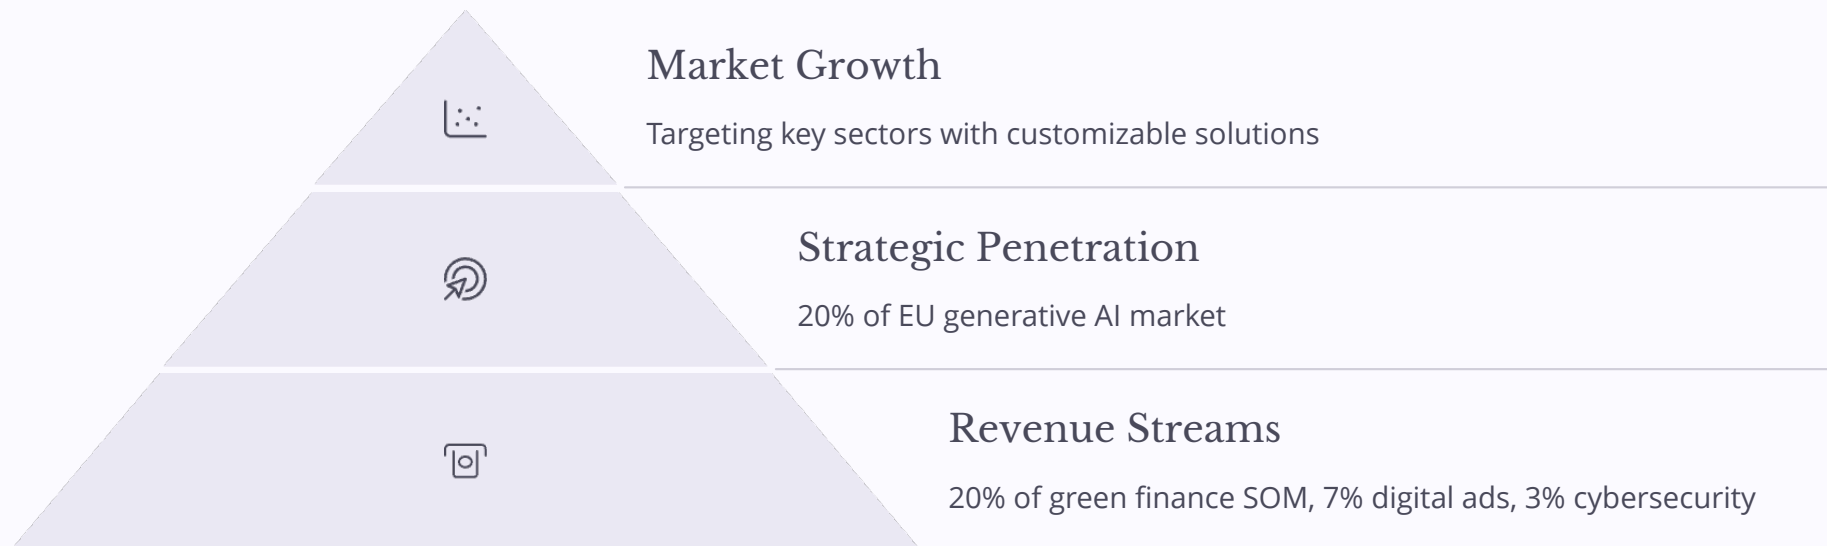 Market Growth
Targeting key sectors with customizable solutions
Strategic Penetration
20% of EU generative AI market
Revenue Streams
20% of green finance SOM, 7% digital ads, 3% cybersecurity